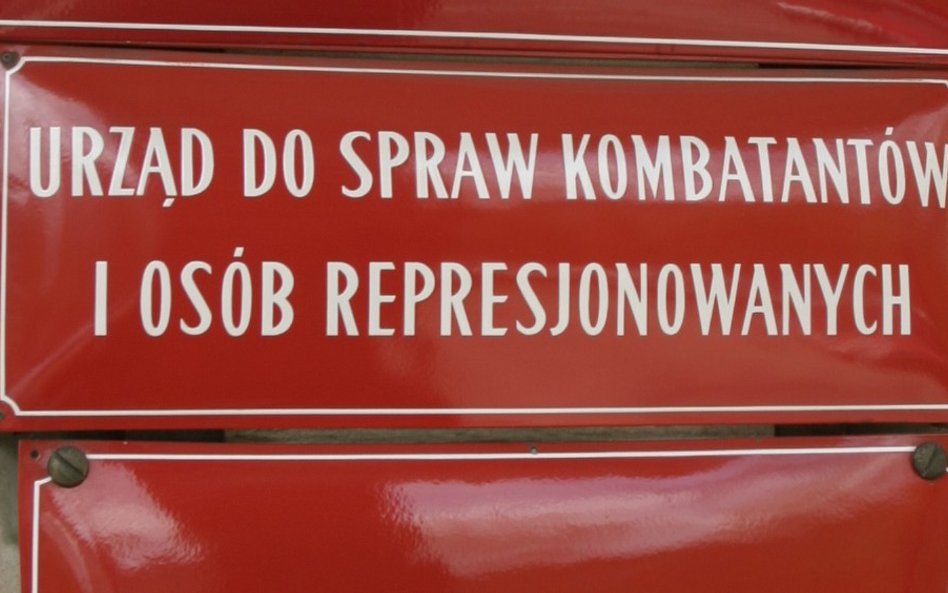 URZĄD DO SPRAW KOMBATANTÓW
I OSÓB REPRESJONOWANYCH